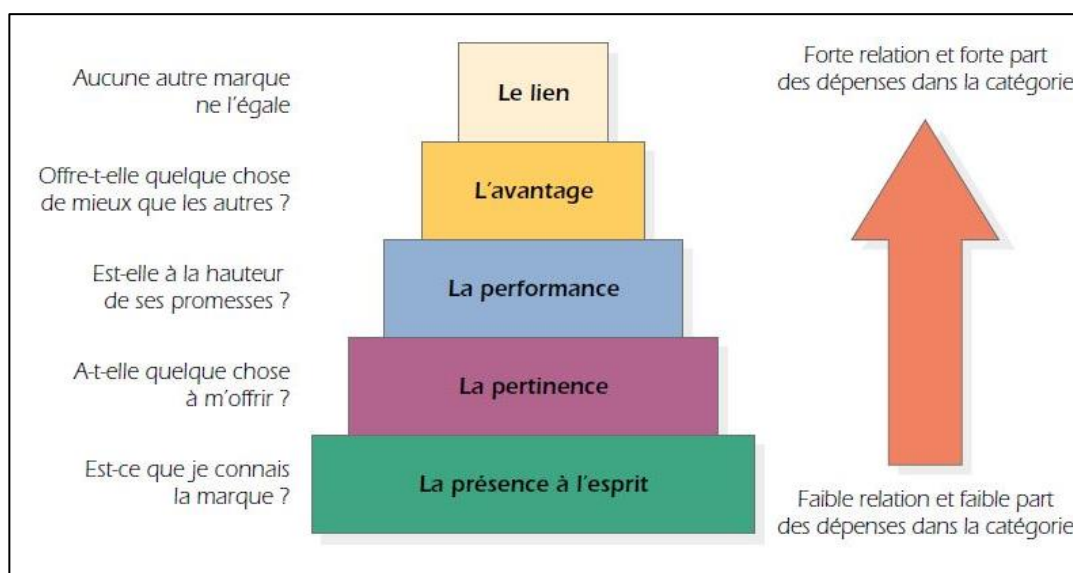 Aucune autre marque
ne l'égale
Le lien
Forte relation et forte part
des dépenses dans la catégorie
Offre-t-elle quelque chose
de mieux que les autres ?
L'avantage
Est-elle à la hauteur
de ses promesses ?
La performance
A-t-elle quelque chose
à m'offrir ?
La pertinence
Est-ce que je connais
la marque ?
La présence à l'esprit
Faible relation et faible part
des dépenses dans la catégorie